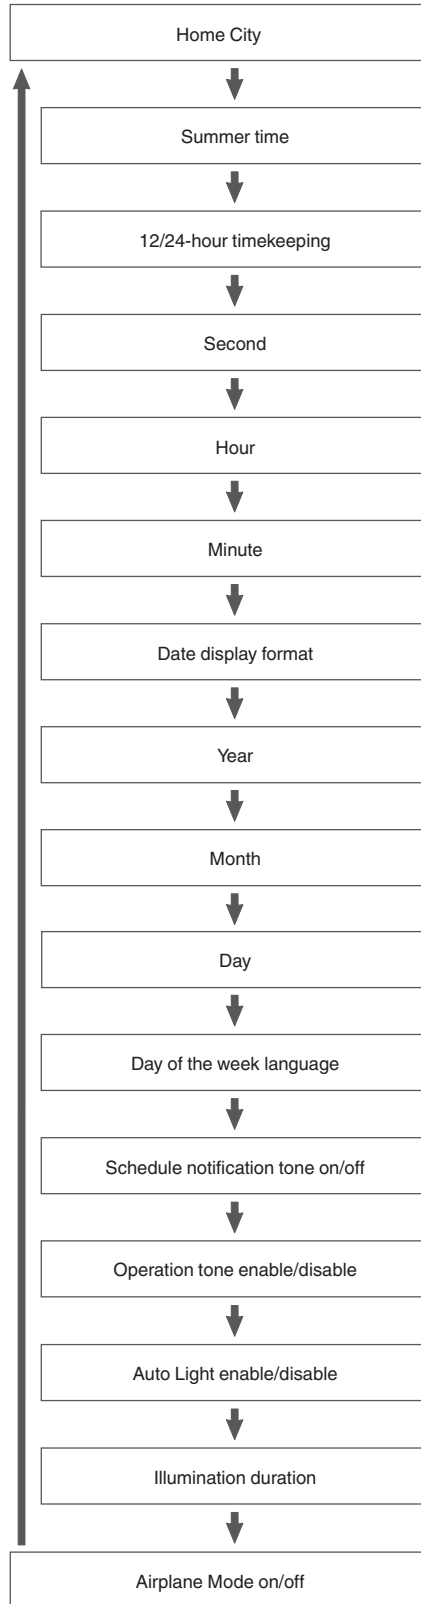 Home City
Summer time
12/24-hour timekeeping
Second
Hour
Minute
Date display format
Year
Month
Day
Day of the week language
Schedule notification tone on/off
Operation tone enable/disable
Auto Light enable/disable
Illumination duration
Airplane Mode on/off